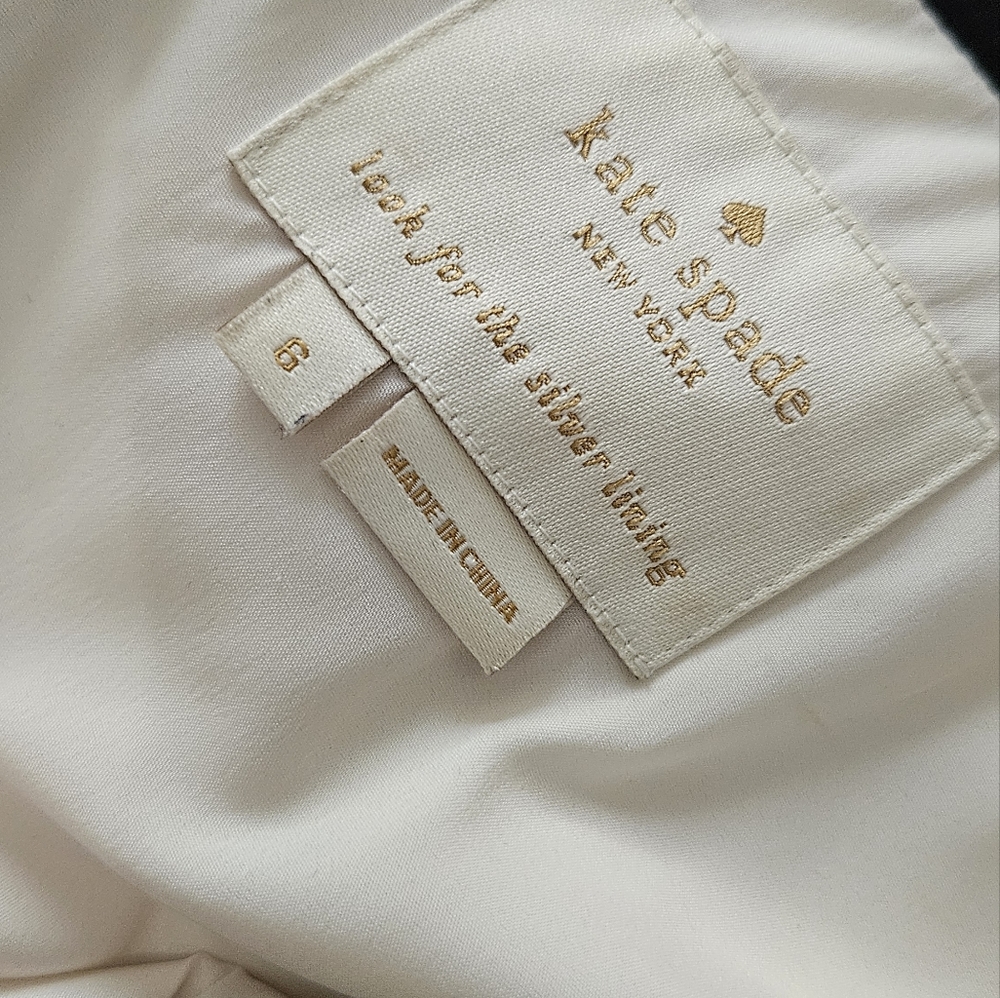 kate spade
NEW YORK
look for the silver lining
6
MADE IN CHINA